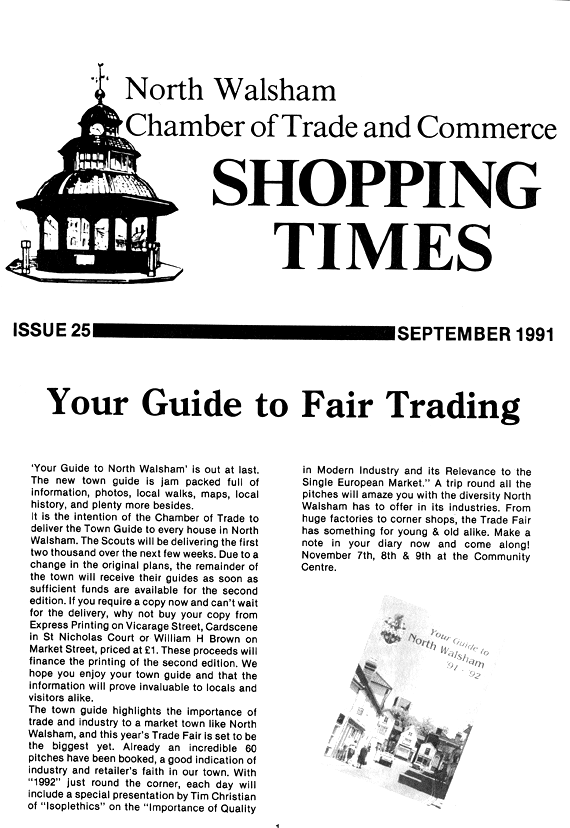 North Walsham
Chamber of Trade and Commerce
SHOPPING
TIMES
ISSUE 25
SEPTEMBER 1991
Your Guide to Fair Trading
'Your Guide to North Walsham' is out at last.
The new town guide is jam packed full of
information, photos, local walks, maps, local
history, and plenty more besides.
It is the intention of the Chamber of Trade to
deliver the Town Guide to every house in North
Walsham. The Scouts will be delivering the first
two thousand over the next few weeks. Due to a
change in the original plans, the remainder of
the town will receive their guides as soon as
sufficient funds are available for the second
edition. If you require a copy now and can't wait
for the delivery, why not buy your copy from
Express Printing on Vicarage Street, Cardscene
in St Nicholas Court or William H Brown on
Market Street, priced at £1. These proceeds will
finance the printing of the second edition. We
hope you enjoy your town guide and that the
information will prove invaluable to locals and
visitors alike.
The town guide highlights the importance of
trade and industry to a market town like North
Walsham, and this year's Trade Fair is set to be
the biggest yet. Already an incredible 60
pitches have been booked, a good indication of
industry and retailer's faith in our town. With
"1992" just round the corner, each day will
include a special presentation by Tim Christian
of "Isoplethics" on the "Importance of Quality
in Modern Industry and its Relevance to the
Single European Market." A trip round all the
pitches will amaze you with the diversity North
Walsham has to offer in its industries. From
huge factories to corner shops, the Trade Fair
has something for young & old alike. Make a
note in your diary now and come along!
November 7th, 8th & 9th at the Community
Centre.
Your Guide to
North Walsham
'91 - '92
1